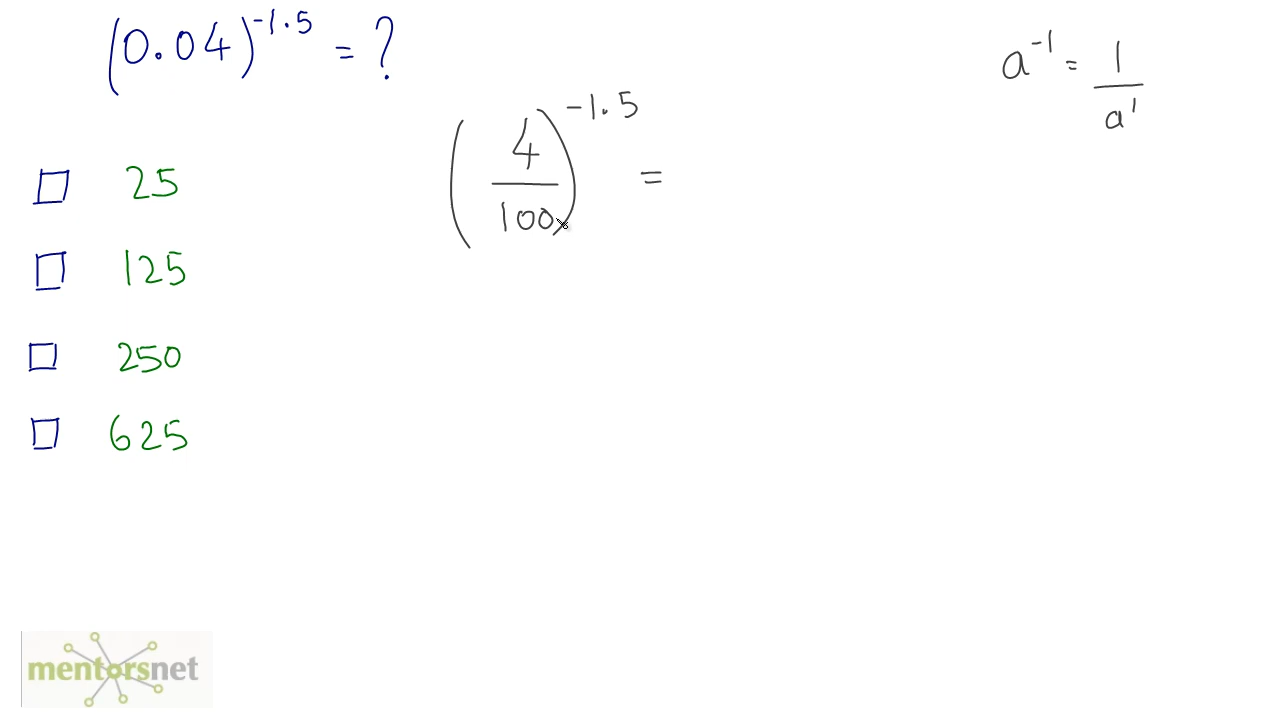 (0.04)^-1.5 = ?
a^-1 = 1/a^1
(4/100)^-1.5 =
25
125
250
625
mentorsnet